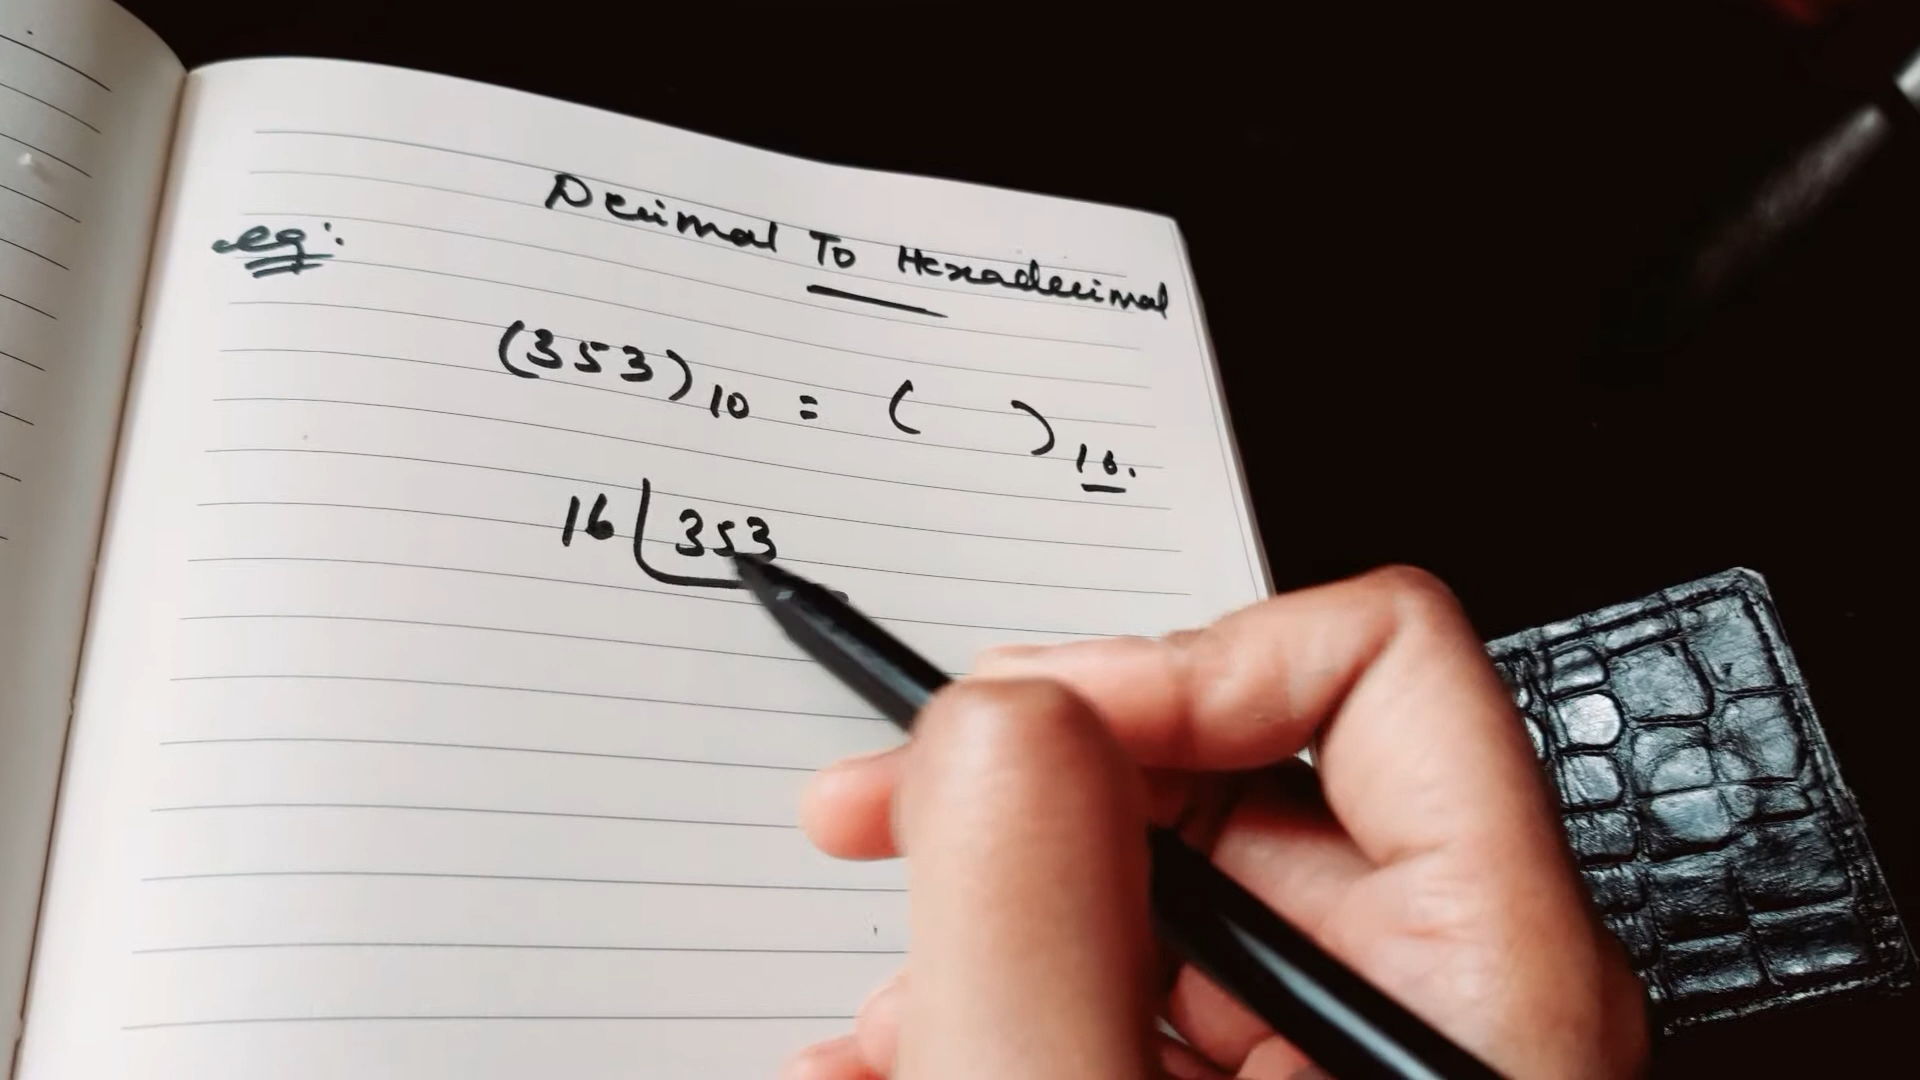 Decimal To Hexadecimal
eg:
(353)10 = ( )16.
16 353